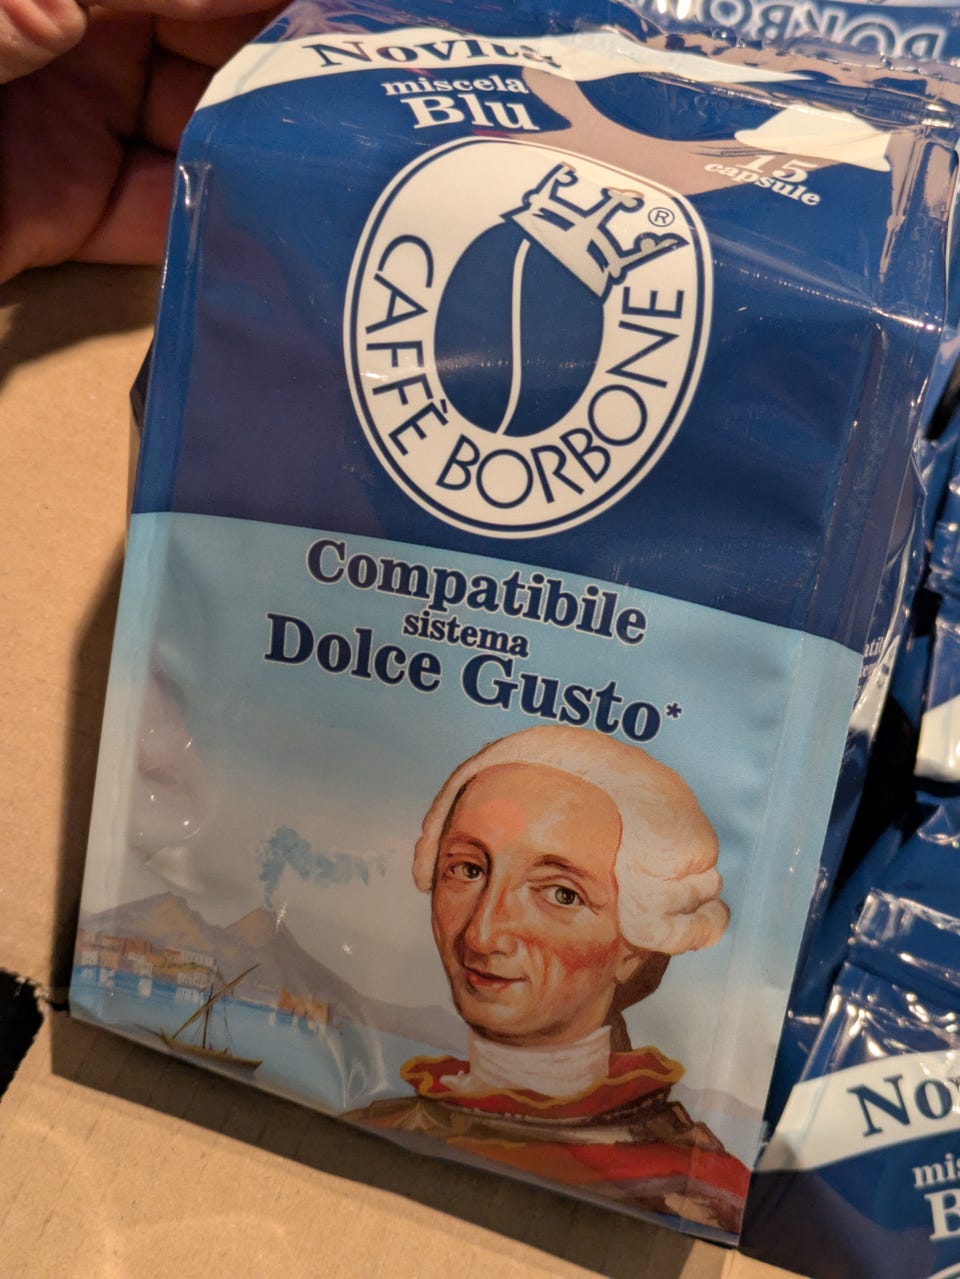 Novità
miscela
Blu
15
capsule
CAFFÈ BORBONE
®
Compatibile
sistema
Dolce Gusto*